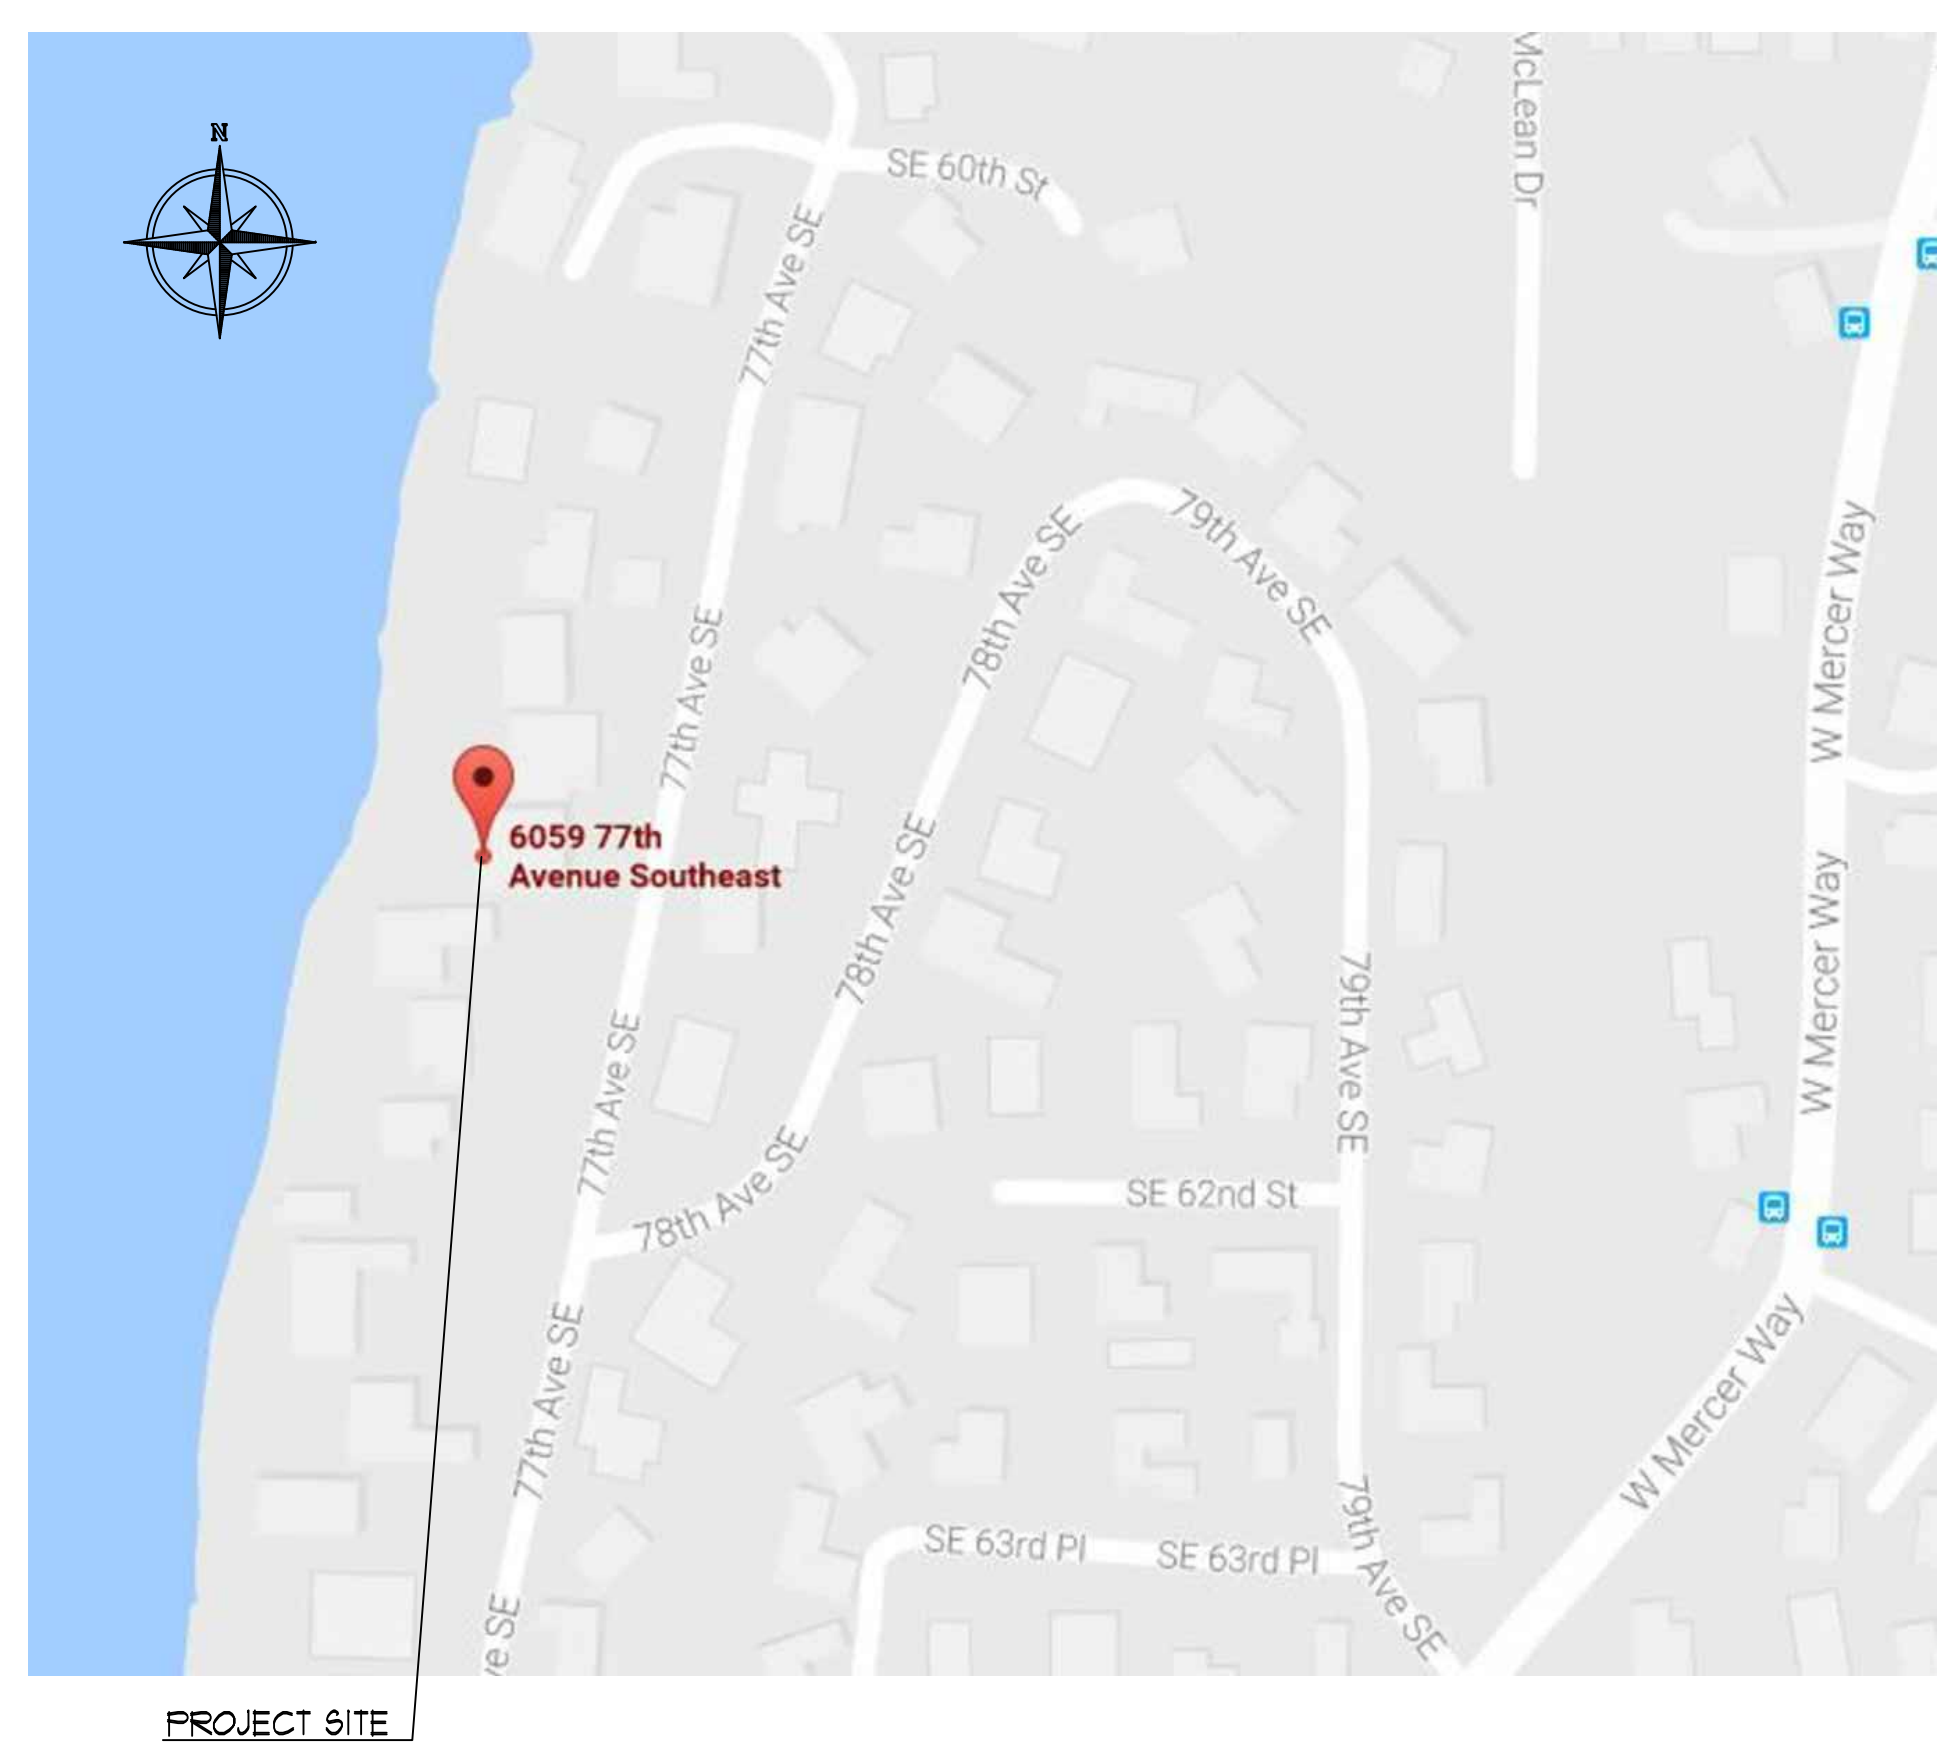 McLean Dr
N
SE 60th St
77th Ave SE
79th Ave SE
78th Ave SE
W Mercer Way
77th Ave SE
6059 77th
Avenue Southeast
78th Ave SE
W Mercer Way
79th Ave SE
77th Ave SE
78th Ave SE
SE 62nd St
W Mercer Way
77th Ave SE
SE 63rd Pl
SE 63rd Pl
79th Ave SE
ve SE
PROJECT SITE